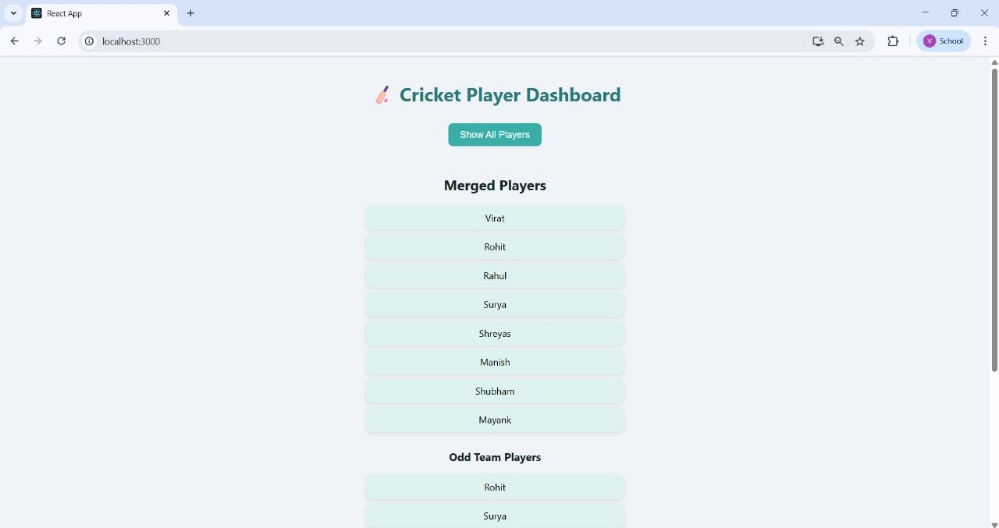 React App
localhost:3000
V School
Cricket Player Dashboard
Show All Players
Merged Players
Virat
Rohit
Rahul
Surya
Shreyas
Manish
Shubham
Mayank
Odd Team Players
Rohit
Surya